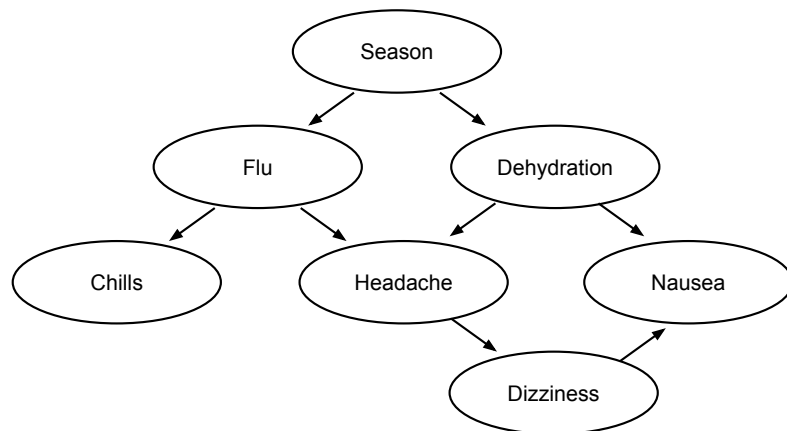 Season
Flu
Dehydration
Chills
Headache
Nausea
Dizziness